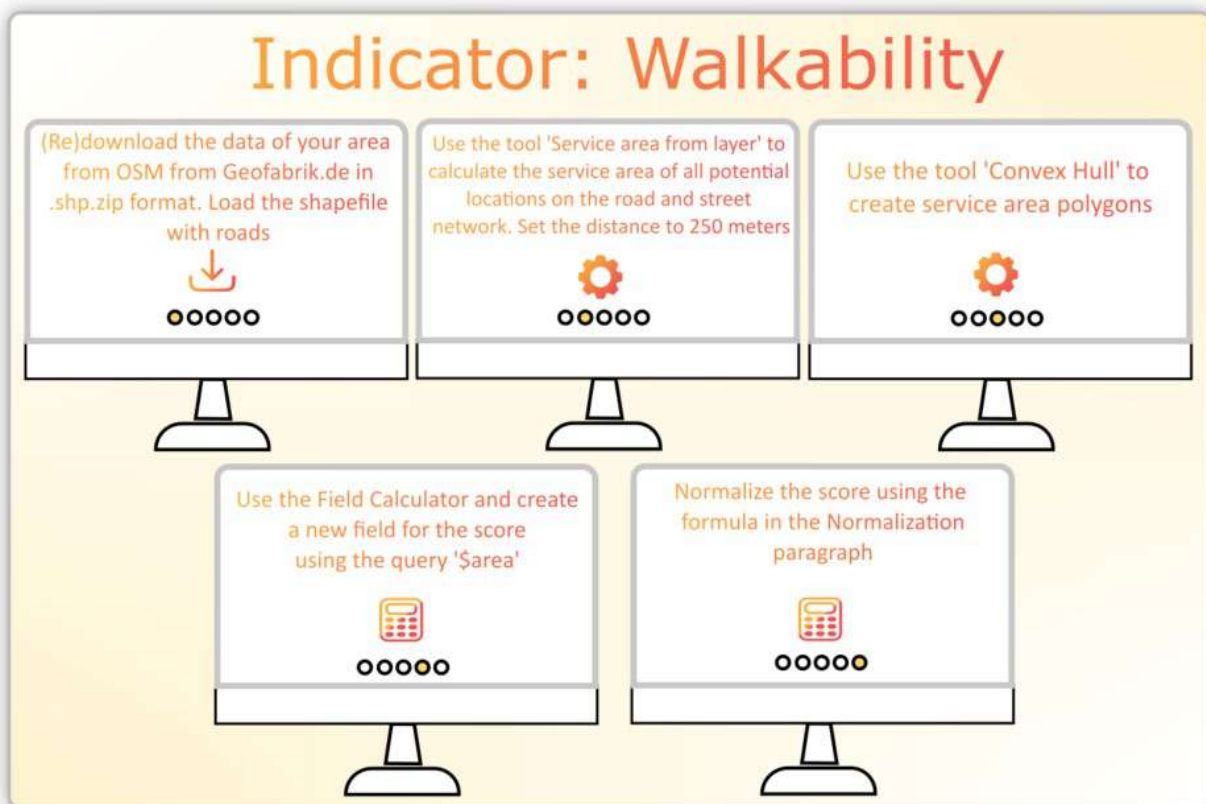 Indicator: Walkability
(Re)download the data of your area
from OSM from Geofabrik.de in
.shp.zip format. Load the shapefile
with roads
Use the tool 'Service area from layer' to
calculate the service area of all potential
locations on the road and street
network. Set the distance to 250 meters
Use the tool 'Convex Hull' to
create service area polygons
Use the Field Calculator and create
a new field for the score
using the query '$area'
Normalize the score using the
formula in the Normalization
paragraph